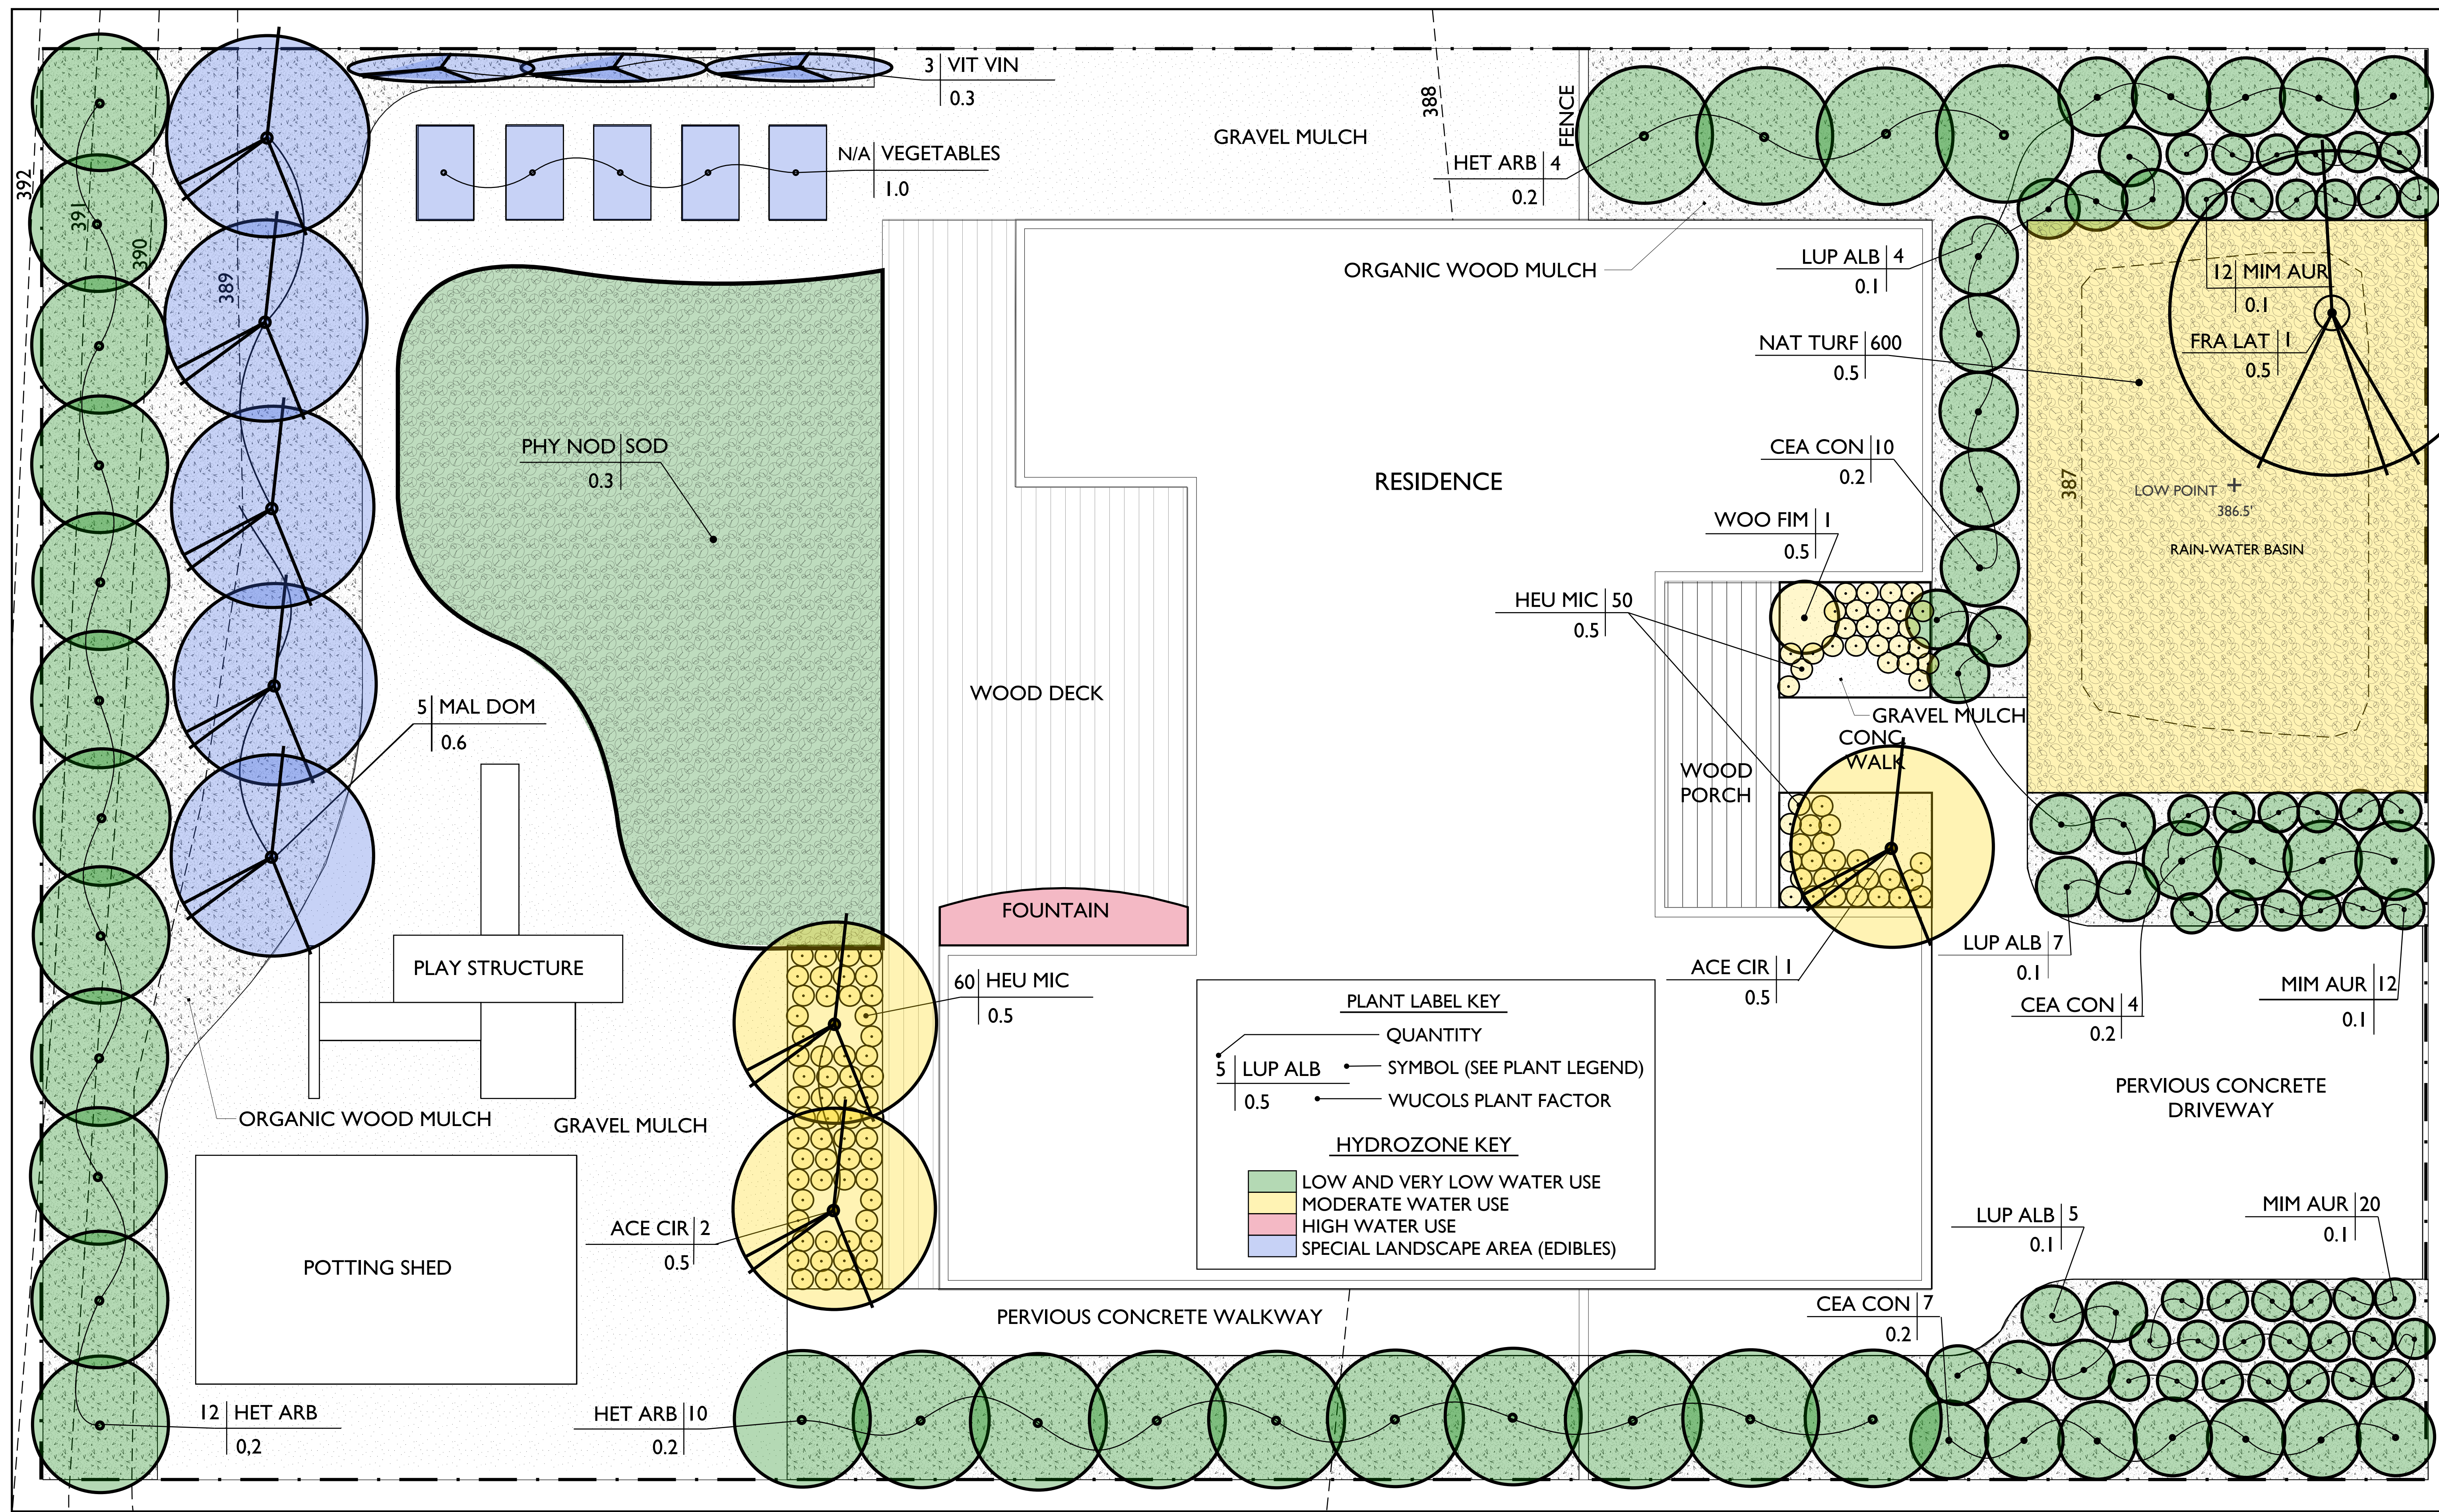 3 VIT VIN
0.3
N/A VEGETABLES
1.0
GRAVEL MULCH
388
FENCE
HET ARB 4
0.2
ORGANIC WOOD MULCH
392
391
390
389
LUP ALB 4
0.1
12 MIM AUR
0.1
NAT TURF 600
0.5
FRA LAT 1
0.5
PHY NOD SOD
0.3
RESIDENCE
CEA CON 10
0.2
387
LOW POINT
386.5'
RAIN-WATER BASIN
WOO FIM 1
0.5
HEU MIC 50
0.5
WOOD DECK
5 MAL DOM
0.6
GRAVEL MULCH
CONC
WALK
WOOD
PORCH
FOUNTAIN
PLAY STRUCTURE
60 HEU MIC
0.5
ACE CIR 1
0.5
LUP ALB 7
0.1
CEA CON 4
0.2
MIM AUR 12
0.1
PLANT LABEL KEY
QUANTITY
5 LUP ALB
0.5
SYMBOL (SEE PLANT LEGEND)
WUCOLS PLANT FACTOR
HYDROZONE KEY
LOW AND VERY LOW WATER USE
MODERATE WATER USE
HIGH WATER USE
SPECIAL LANDSCAPE AREA (EDIBLES)
PERVIOUS CONCRETE
DRIVEWAY
ORGANIC WOOD MULCH
GRAVEL MULCH
ACE CIR 2
0.5
POTTING SHED
LUP ALB 5
0.1
MIM AUR 20
0.1
PERVIOUS CONCRETE WALKWAY
CEA CON 7
0.2
12 HET ARB
0,2
HET ARB 10
0.2